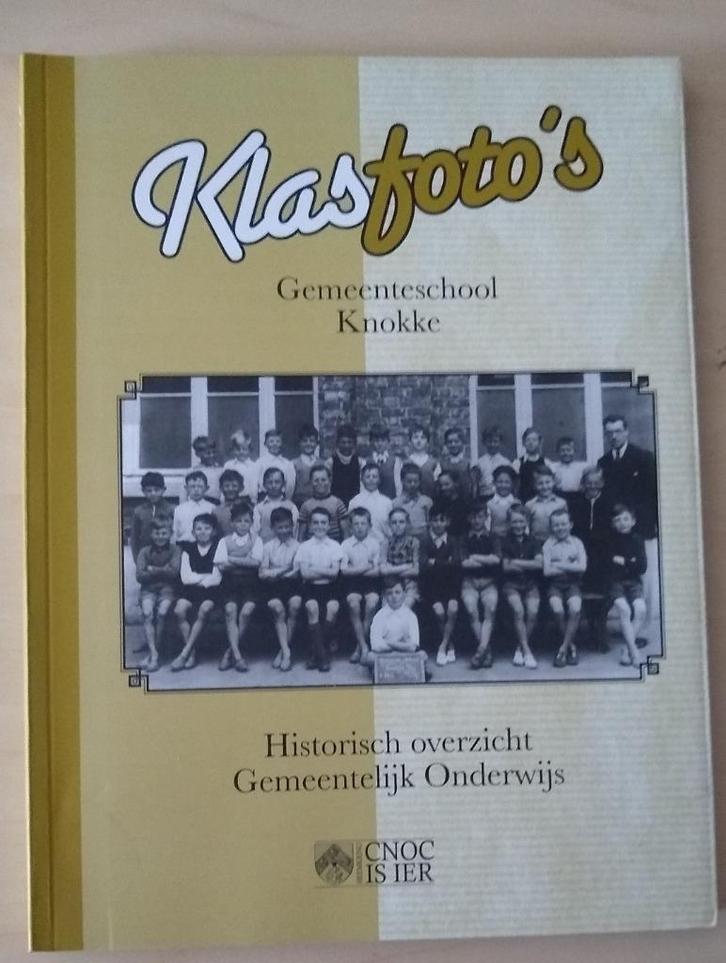 Klasfoto's
Gemeenteschool
Knokke
Historisch overzicht
Gemeentelijk Onderwijs
CNOC
IS IER